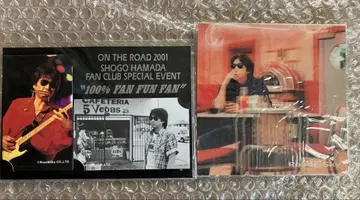 ON THE ROAD 2001
SHOGO HAMADA
FAN CLUB SPECIAL EVENT
"100% FAN FUN FAN"
CAFETERIA
5 Vegas